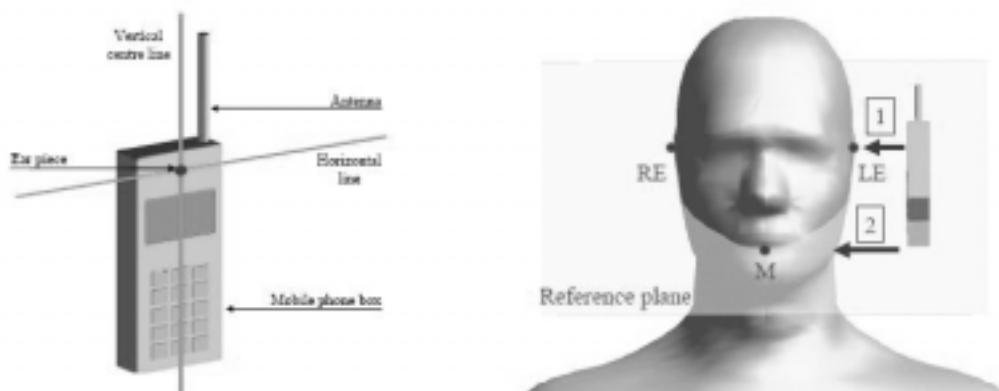 Vertical
centre line
Antenna
Ear piece
Horizontal
line
Mobile phone box
1
RE
LE
2
M
Reference plane